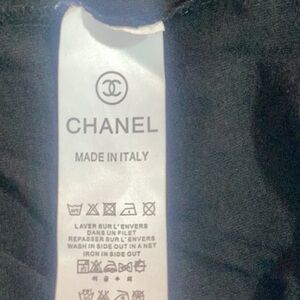 CHANEL
MADE IN ITALY
LAVER SUR L'ENVERS
DANS UN FILET
REPASSER SUR L'ENVERS
WASH IN SIDE OUT IN A NET
IRON IN SIDE OUT